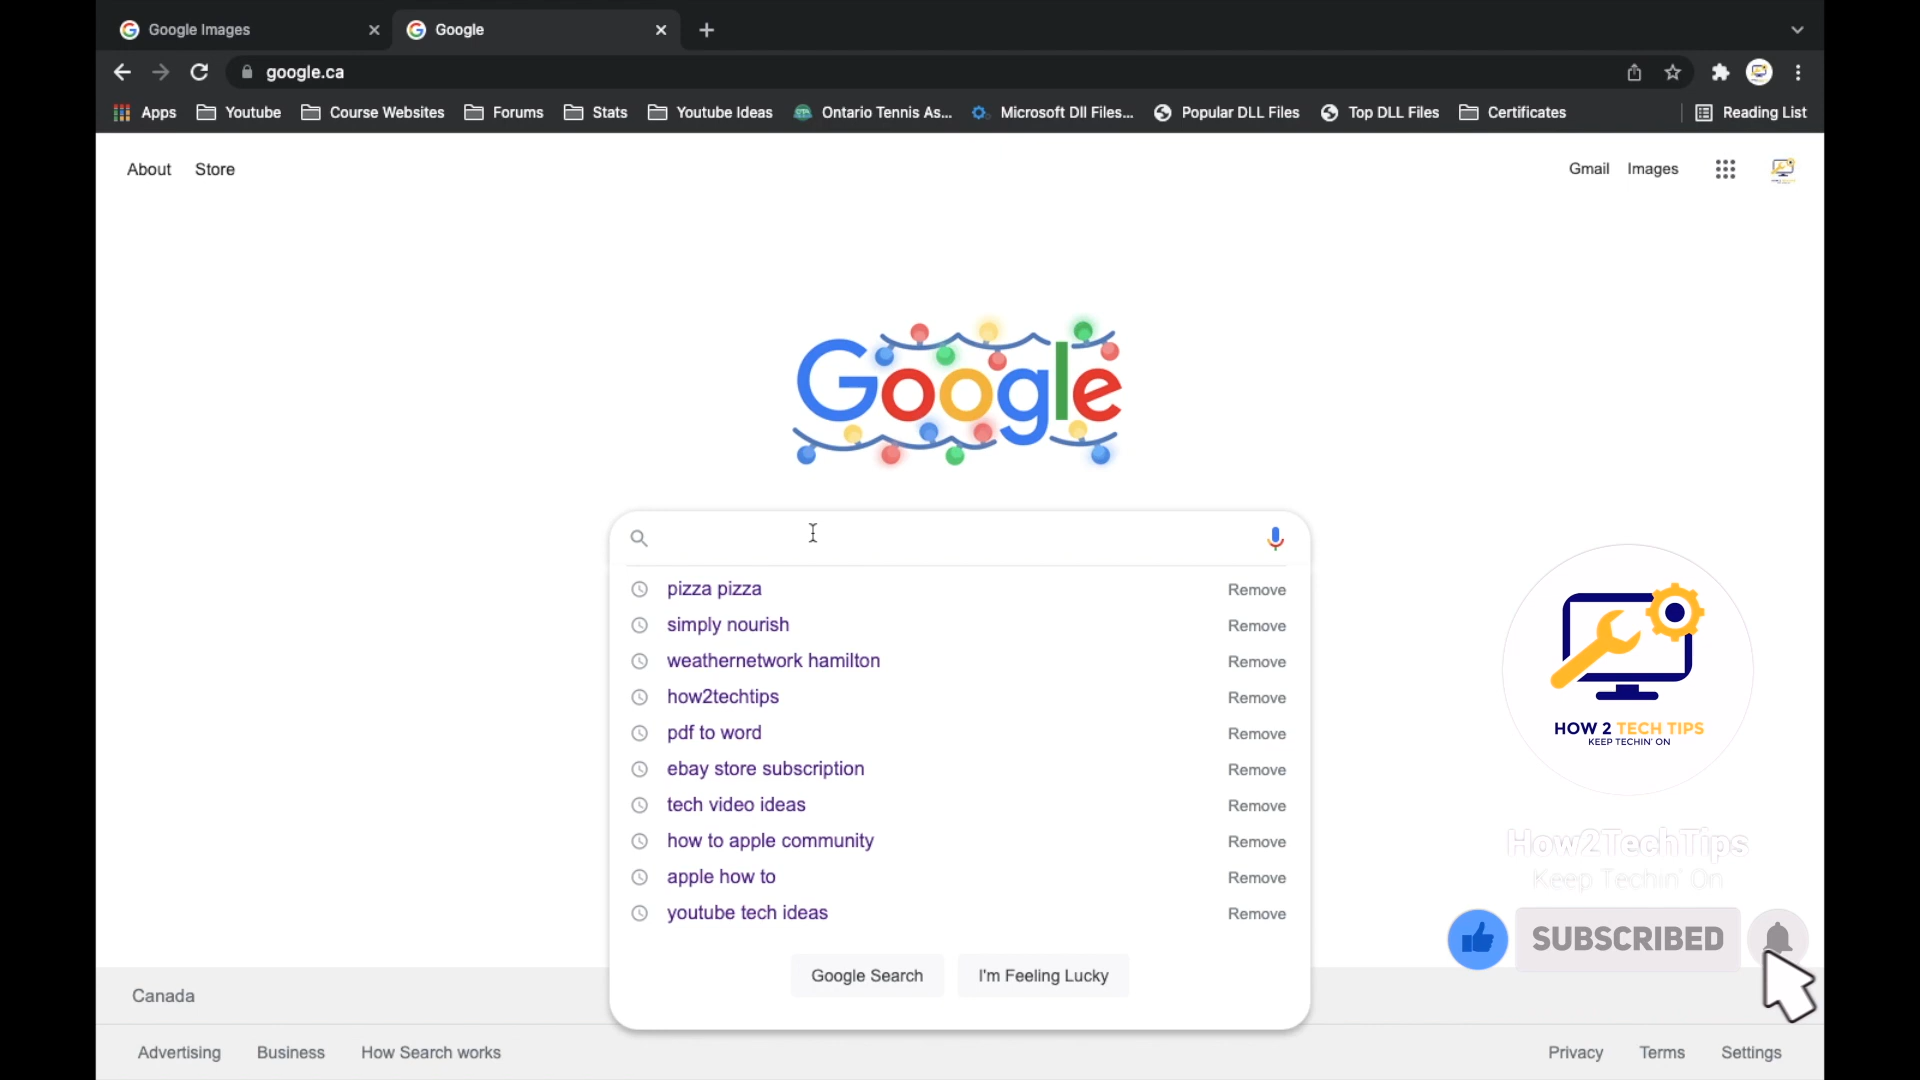 Google Images
Google
google.ca
Apps Youtube Course Websites Forums Stats Youtube Ideas Ontario Tennis As... Microsoft Dll Files... Popular DLL Files Top DLL Files Certificates Reading List
About Store Gmail Images
Google
pizza pizza Remove
simply nourish Remove
weathernetwork hamilton Remove
how2techtips Remove
pdf to word Remove
ebay store subscription Remove
tech video ideas Remove
how to apple community Remove
apple how to Remove
youtube tech ideas Remove
Google Search I'm Feeling Lucky
HOW 2 TECH TIPS
KEEP TECHIN' ON
How2TechTips
Keep Techin' On
SUBSCRIBED
Canada
Advertising Business How Search works Privacy Terms Settings